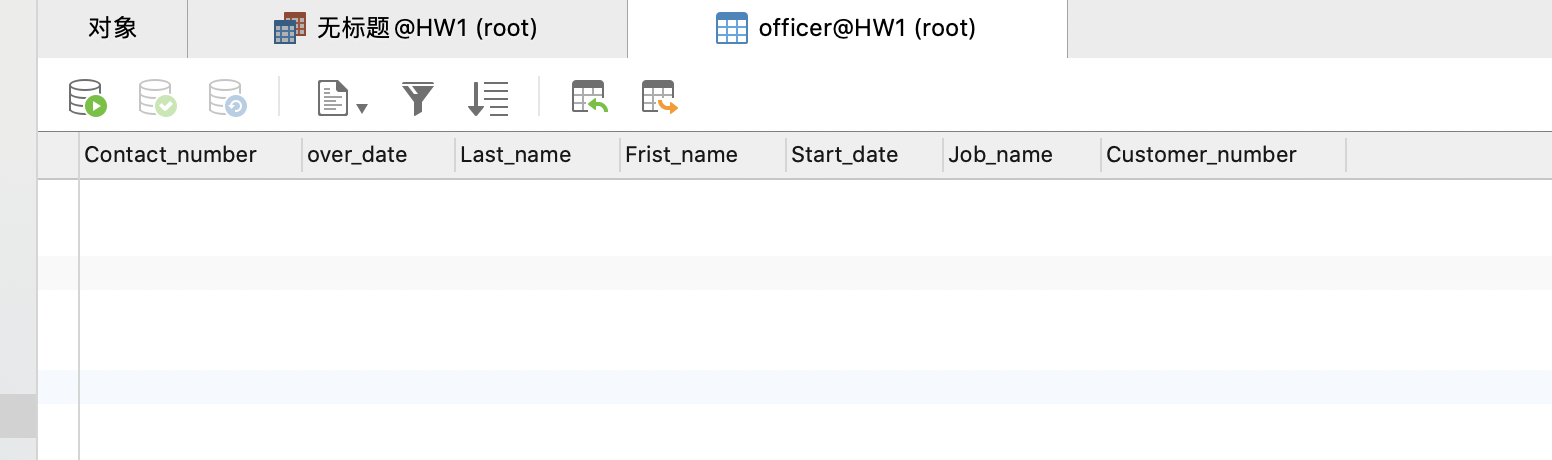 对象 无标题 @HW1 (root) officer@HW1 (root)
Contact_number over_date Last_name Frist_name Start_date Job_name Customer_number